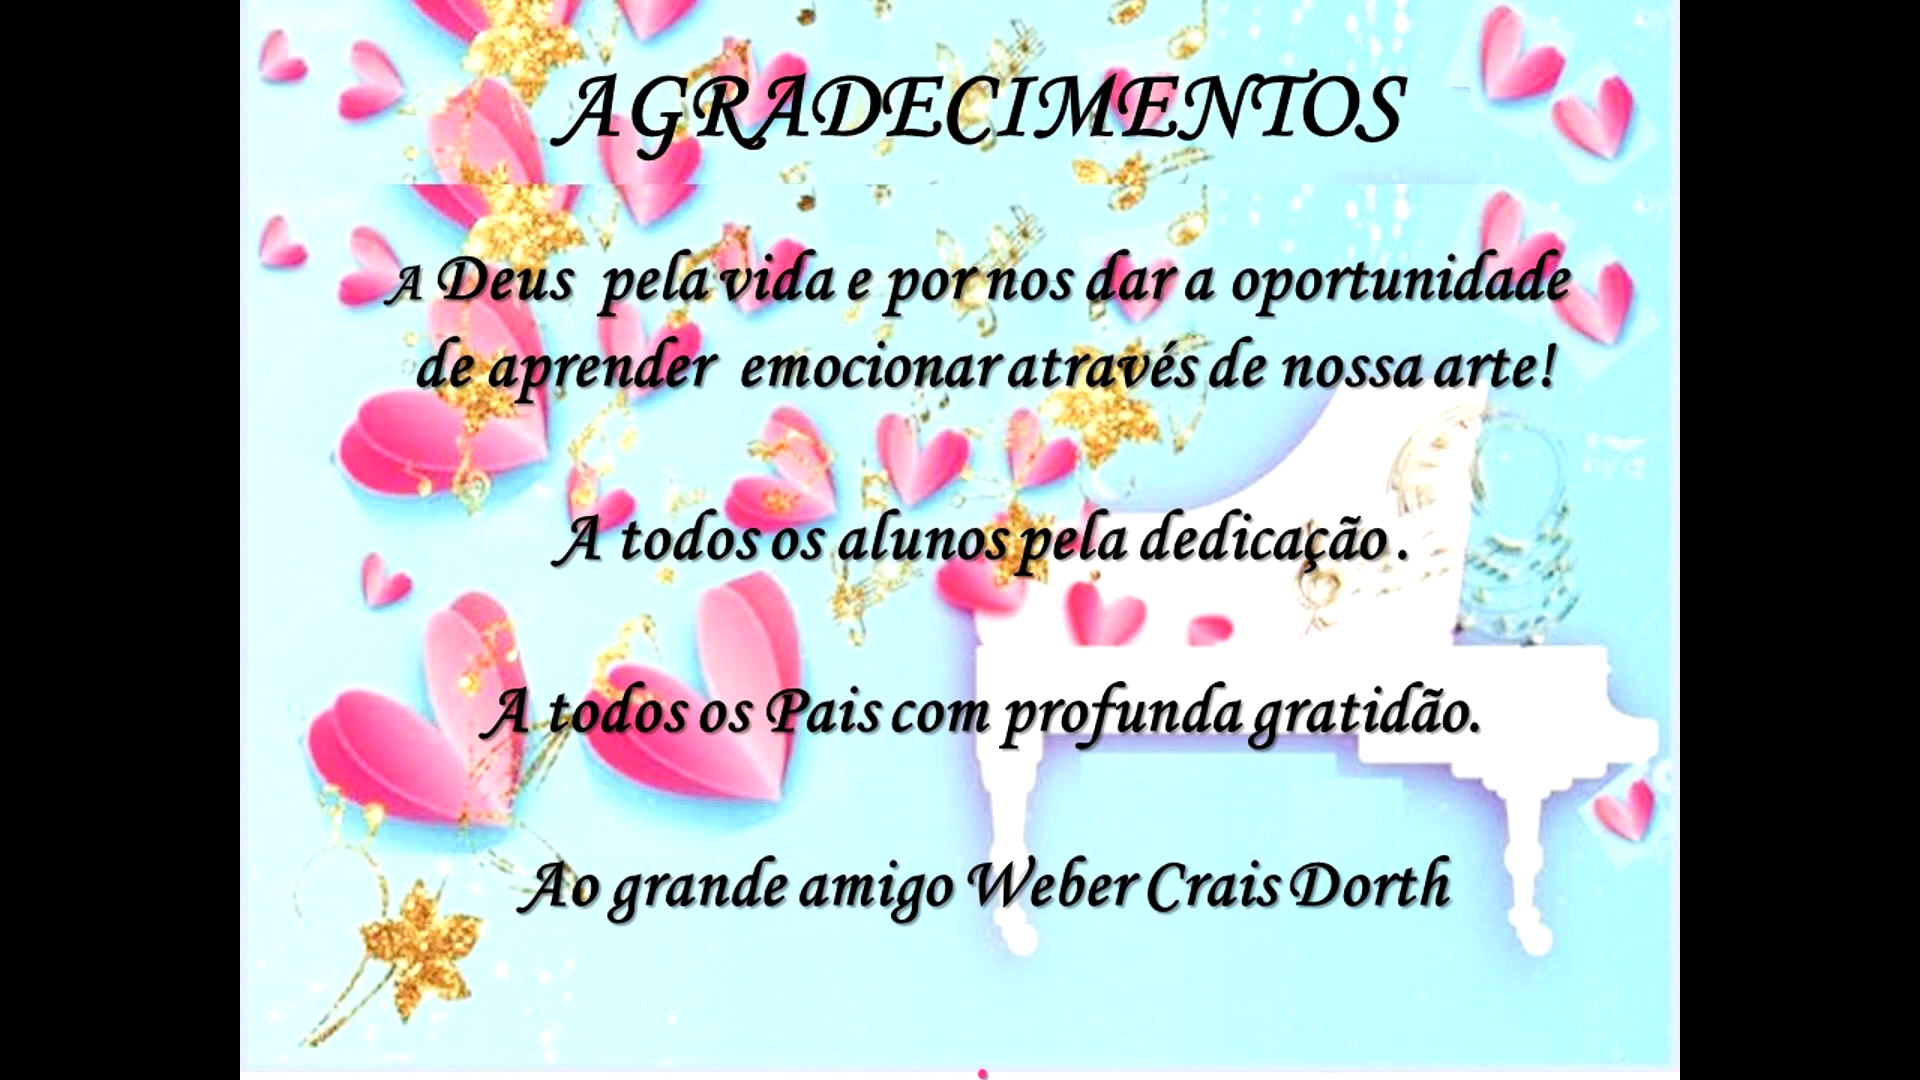 AGRADECIMENTOS
A Deus pela vida e por nos dar a oportunidade
de aprender emocionar através de nossa arte!
A todos os alunos pela dedicação.
A todos os Pais com profunda gratidão.
Ao grande amigo Weber Crais Dorth